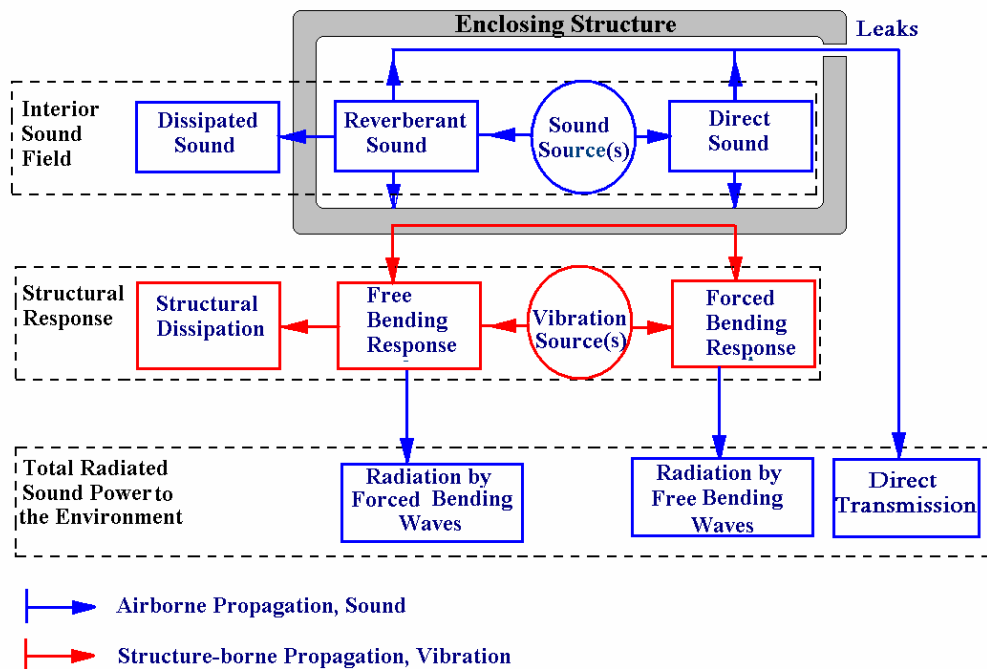 Enclosing Structure
Leaks
Interior
Sound
Field
Dissipated
Sound
Reverberant
Sound
Sound
Source(s)
Direct
Sound
Structural
Response
Structural
Dissipation
Free
Bending
Response
Vibration
Source(s)
Forced
Bending
Response
Total Radiated
Sound Power to
the Environment
Radiation by
Forced Bending
Waves
Radiation by
Free Bending
Waves
Direct
Transmission
Airborne Propagation, Sound
Structure-borne Propagation, Vibration